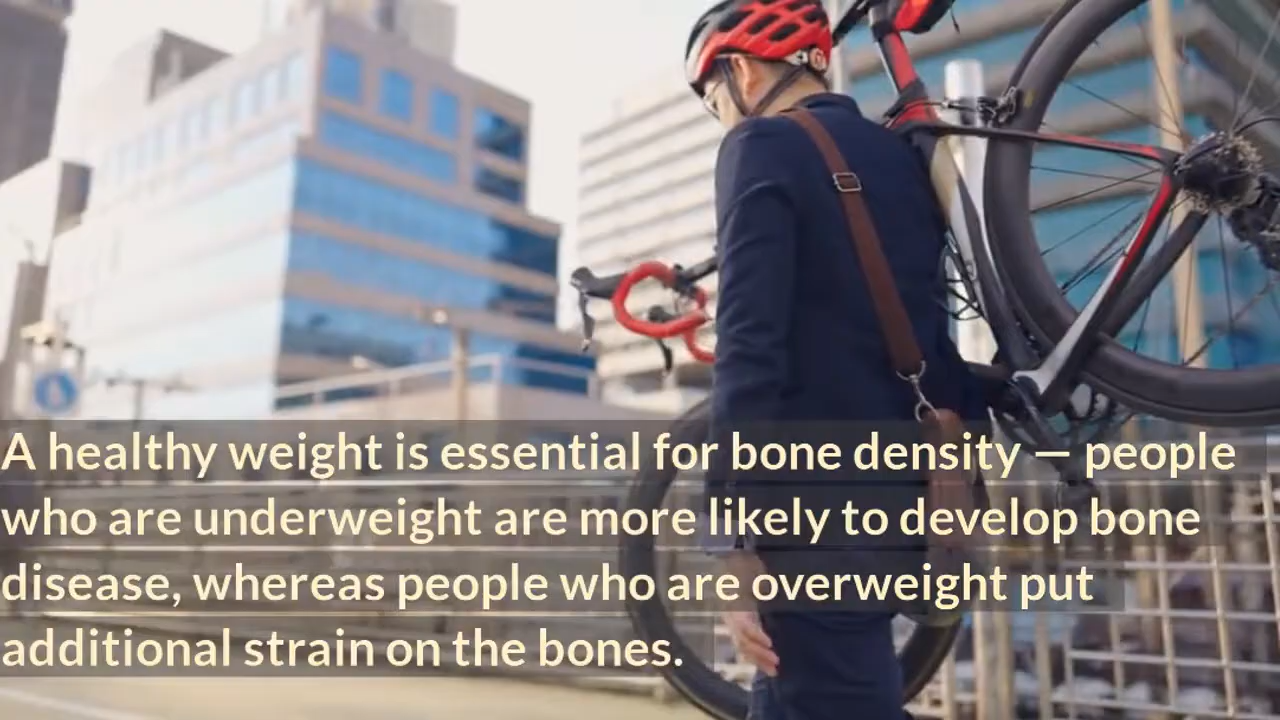 A healthy weight is essential for bone density — people
who are underweight are more likely to develop bone
disease, whereas people who are overweight put
additional strain on the bones.